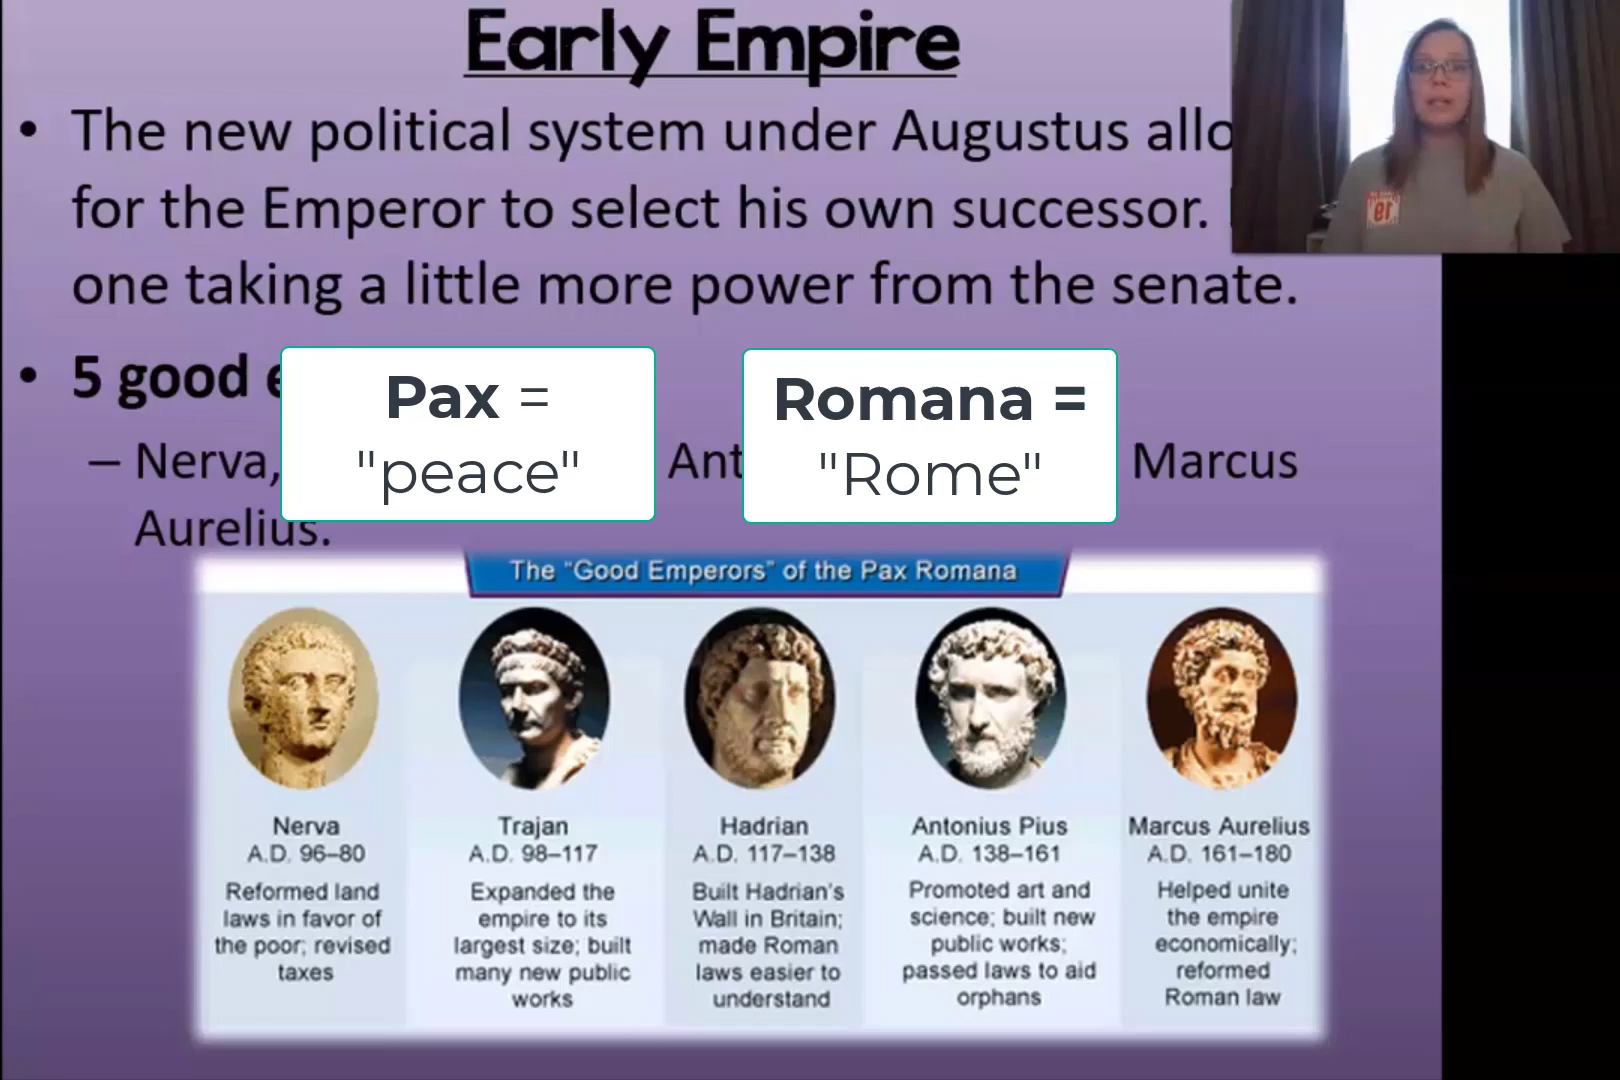 Early Empire
• The new political system under Augustus allo
for the Emperor to select his own successor.
one taking a little more power from the senate.
• 5 good e
– Nerva, Ant Marcus
Aurelius.
Pax =
"peace"
Romana =
"Rome"
The “Good Emperors” of the Pax Romana
Nerva
A.D. 96–80
Reformed land
laws in favor of
the poor; revised
taxes
Trajan
A.D. 98–117
Expanded the
empire to its
largest size; built
many new public
works
Hadrian
A.D. 117–138
Built Hadrian's
Wall in Britain;
made Roman
laws easier to
understand
Antonius Pius
A.D. 138–161
Promoted art and
science; built new
public works;
passed laws to aid
orphans
Marcus Aurelius
A.D. 161–180
Helped unite
the empire
economically;
reformed
Roman law